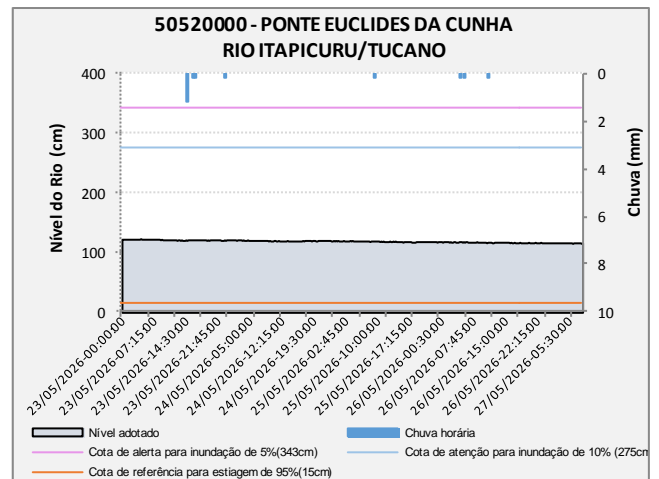 50520000 - PONTE EUCLIDES DA CUNHA
RIO ITAPICURU/TUCANO
Nível do Rio (cm)
400
300
200
100
0
Chuva (mm)
0
2
4
6
8
10
23/05/2026-00:00:00
23/05/2026-07:15:00
23/05/2026-14:30:00
23/05/2026-21:45:00
24/05/2026-05:00:00
24/05/2026-12:15:00
24/05/2026-19:30:00
25/05/2026-02:45:00
25/05/2026-10:00:00
25/05/2026-17:15:00
26/05/2026-00:30:00
26/05/2026-07:45:00
26/05/2026-15:00:00
26/05/2026-22:15:00
27/05/2026-05:30:00
Nível adotado
Chuva horária
Cota de alerta para inundação de 5%(343cm)
Cota de atenção para inundação de 10% (275cm
Cota de referência para estiagem de 95%(15cm)